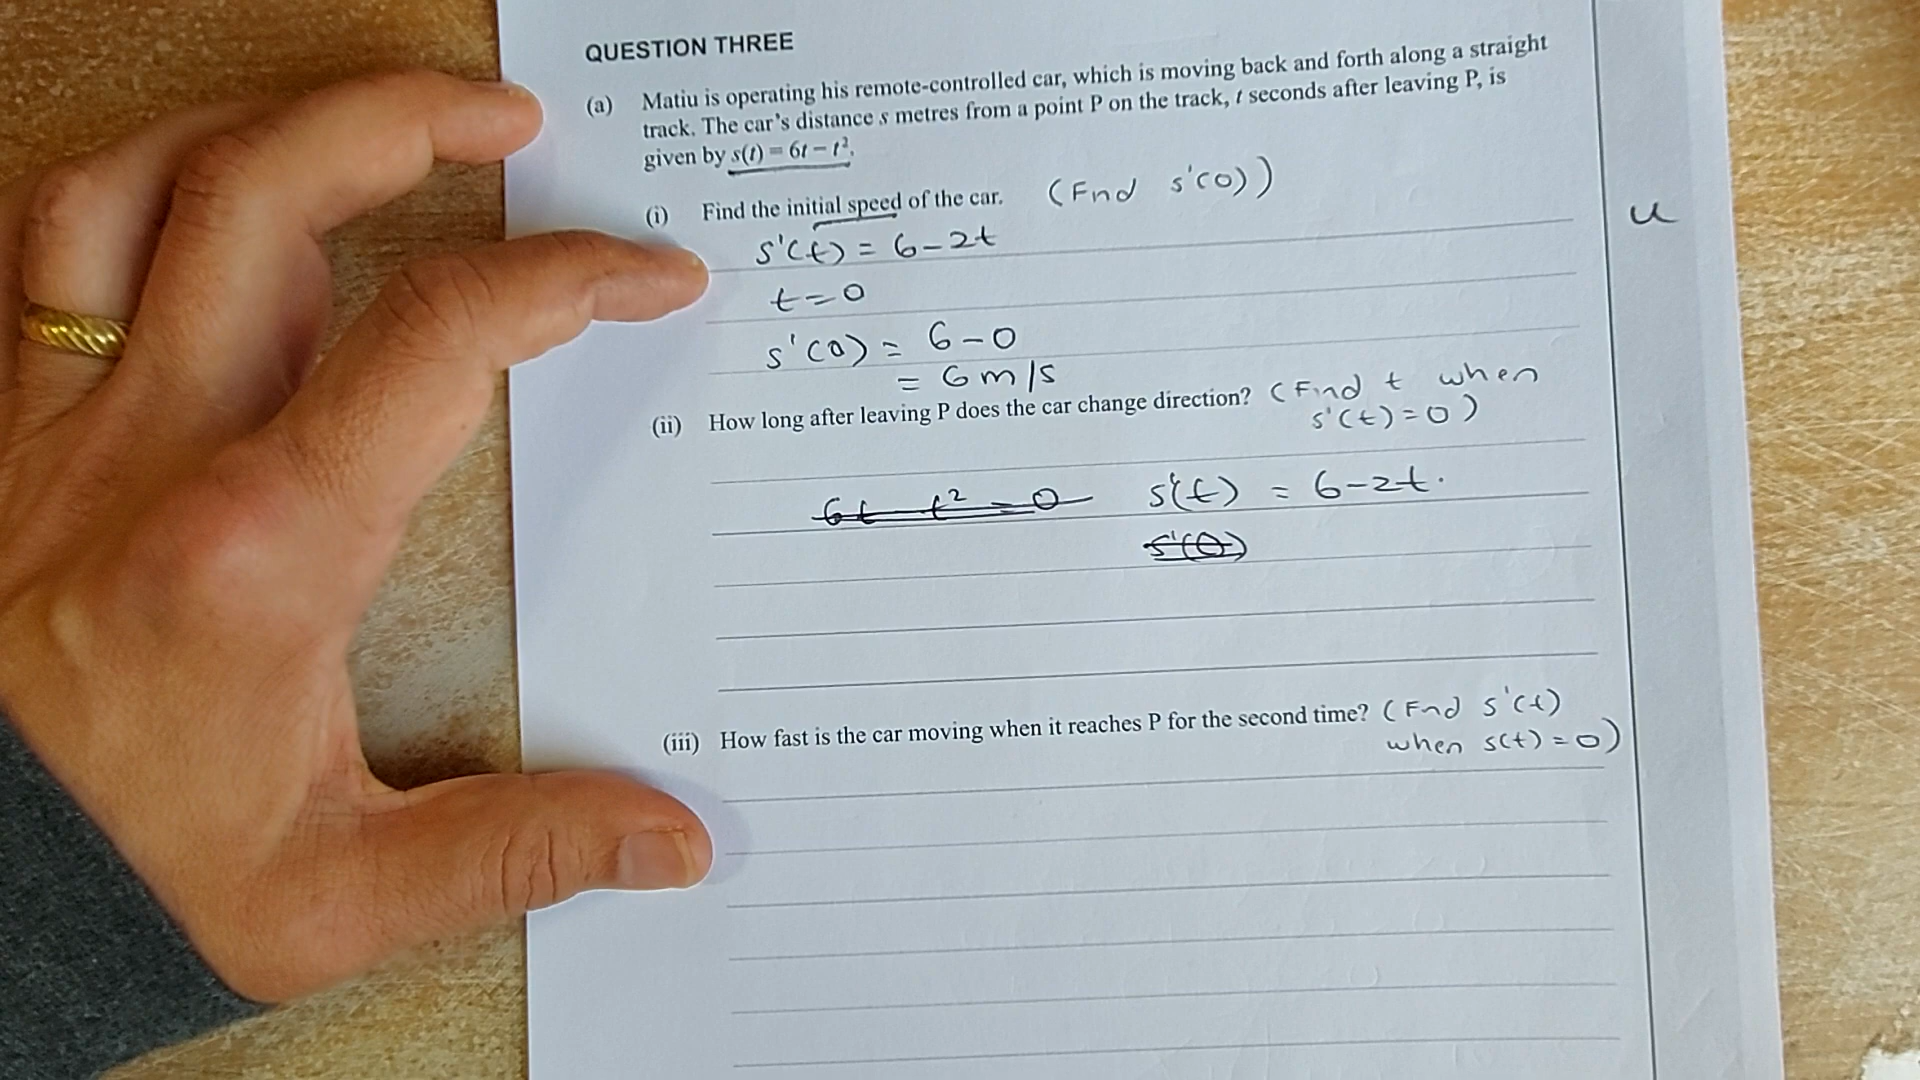 QUESTION THREE
(a) Matiu is operating his remote-controlled car, which is moving back and forth along a straight
track. The car's distance s metres from a point P on the track, t seconds after leaving P, is
given by s(t) = 6t – t².
(i) Find the initial speed of the car. (Find s'(0))
u
s'(t) = 6-2t
t=0
s'(0) = 6-0
= 6m/s
(ii) How long after leaving P does the car change direction? (Find t when
s'(t)=0)
6t - t² = 0 s'(t) = 6-2t.
s'(0)
(iii) How fast is the car moving when it reaches P for the second time? (Find s'(t)
when s(t)=0)